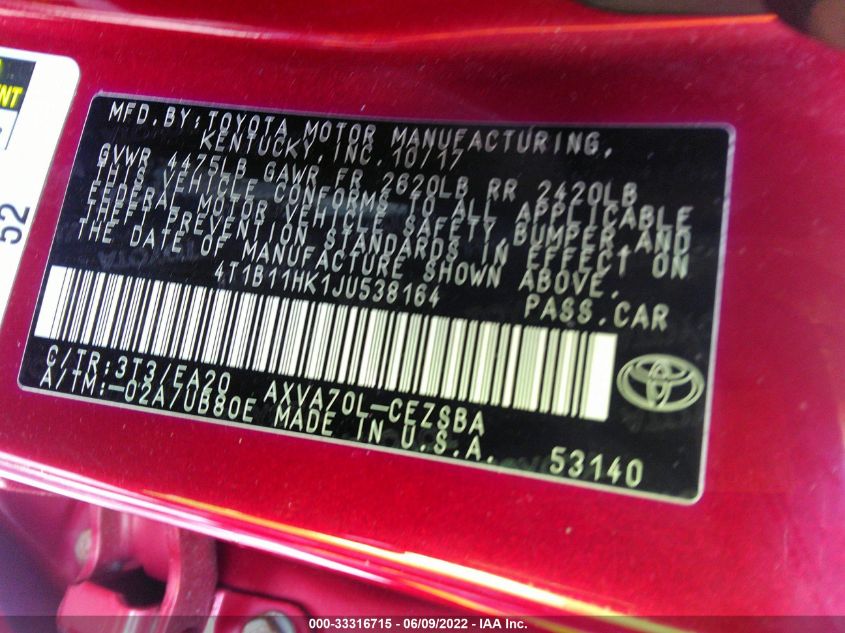 NT
52
MFD. BY: TOYOTA MOTOR MANUFACTURING,
KENTUCKY, INC. 10/17
GVWR 4475LB GAWR FR 2620LB RR 2420LB
THIS VEHICLE CONFORMS TO ALL APPLICABLE
FEDERAL MOTOR VEHICLE SAFETY, BUMPER, AND
THEFT PREVENTION STANDARDS IN EFFECT ON
THE DATE OF MANUFACTURE SHOWN ABOVE.
4T1B11HK1JU538164 PASS. CAR
C/TR:3T3/EA20 AXVA70L-CEZSBA
A/TM:-02A/UB80E MADE IN U.S.A. 53140
000-33316715 - 06/09/2022 - IAA Inc.